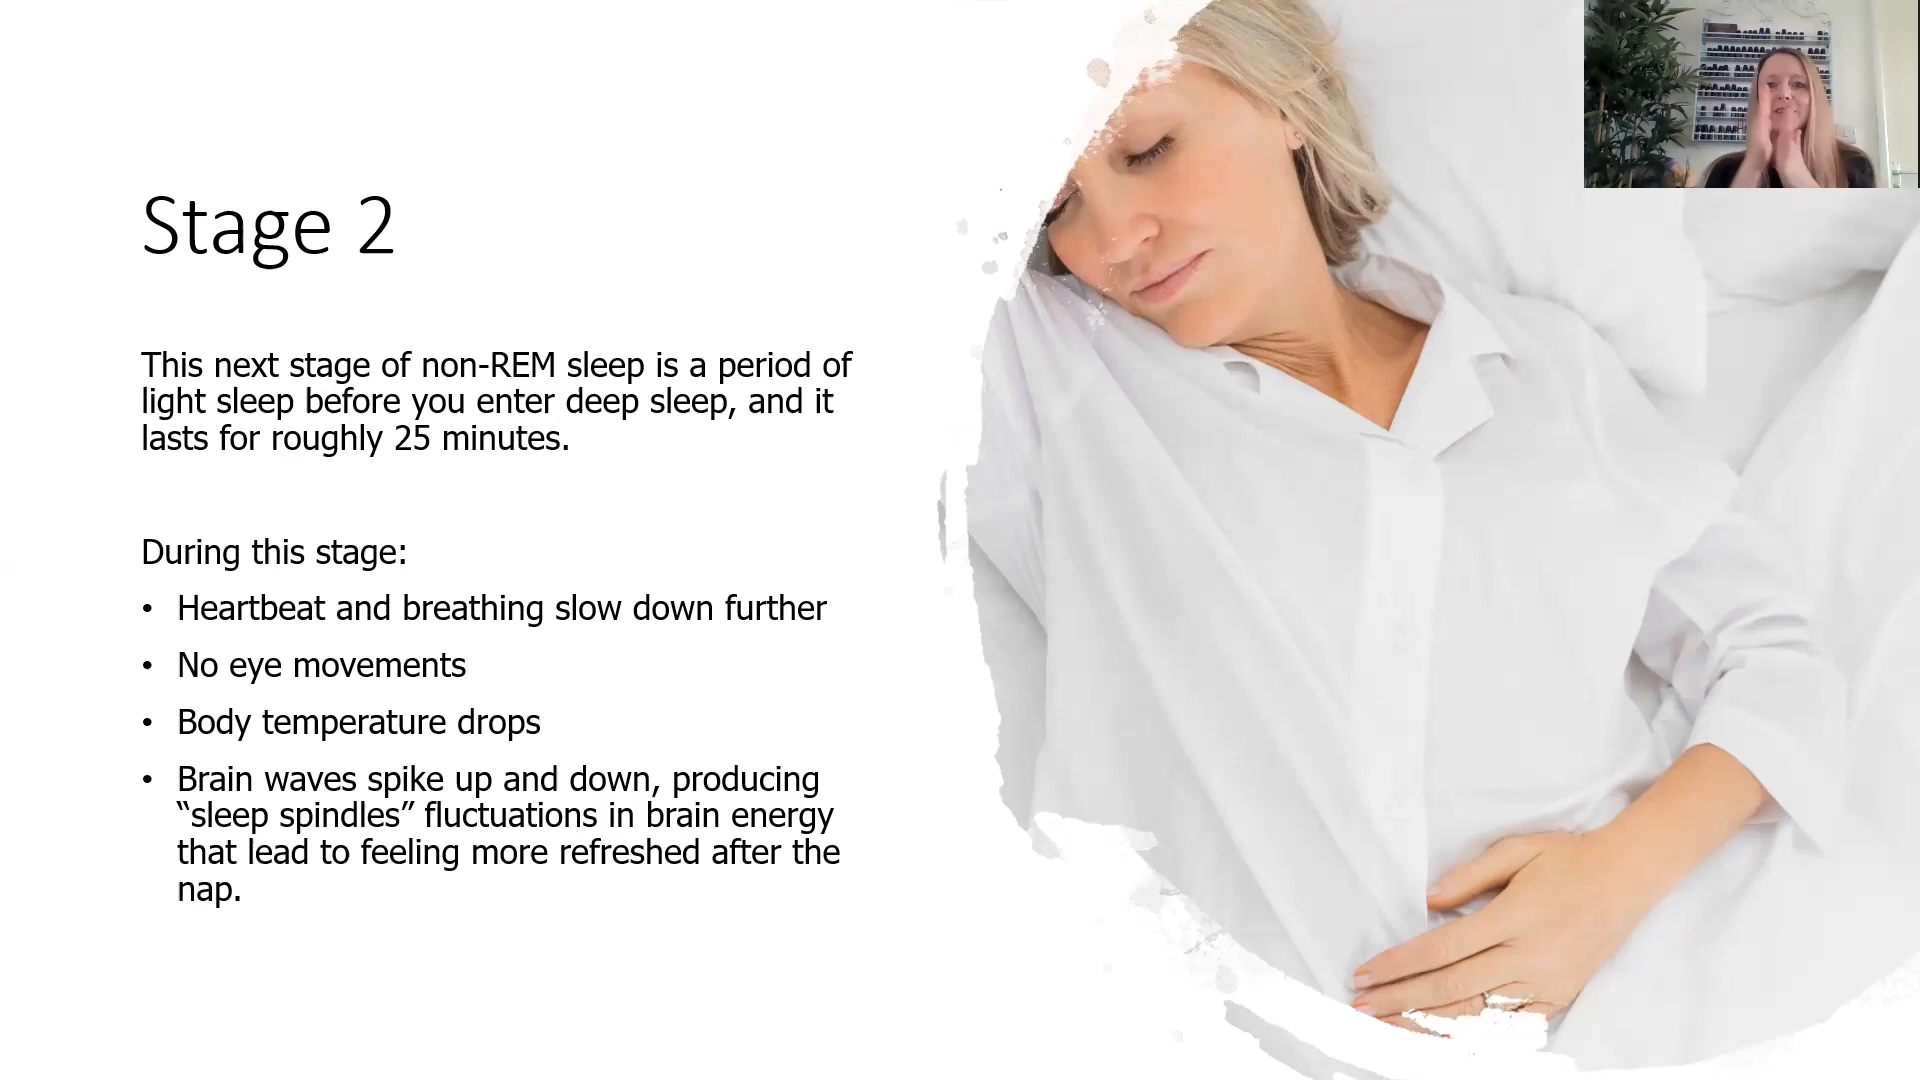 Stage 2
This next stage of non-REM sleep is a period of
light sleep before you enter deep sleep, and it
lasts for roughly 25 minutes.
During this stage:
• Heartbeat and breathing slow down further
• No eye movements
• Body temperature drops
• Brain waves spike up and down, producing
“sleep spindles” fluctuations in brain energy
that lead to feeling more refreshed after the
nap.